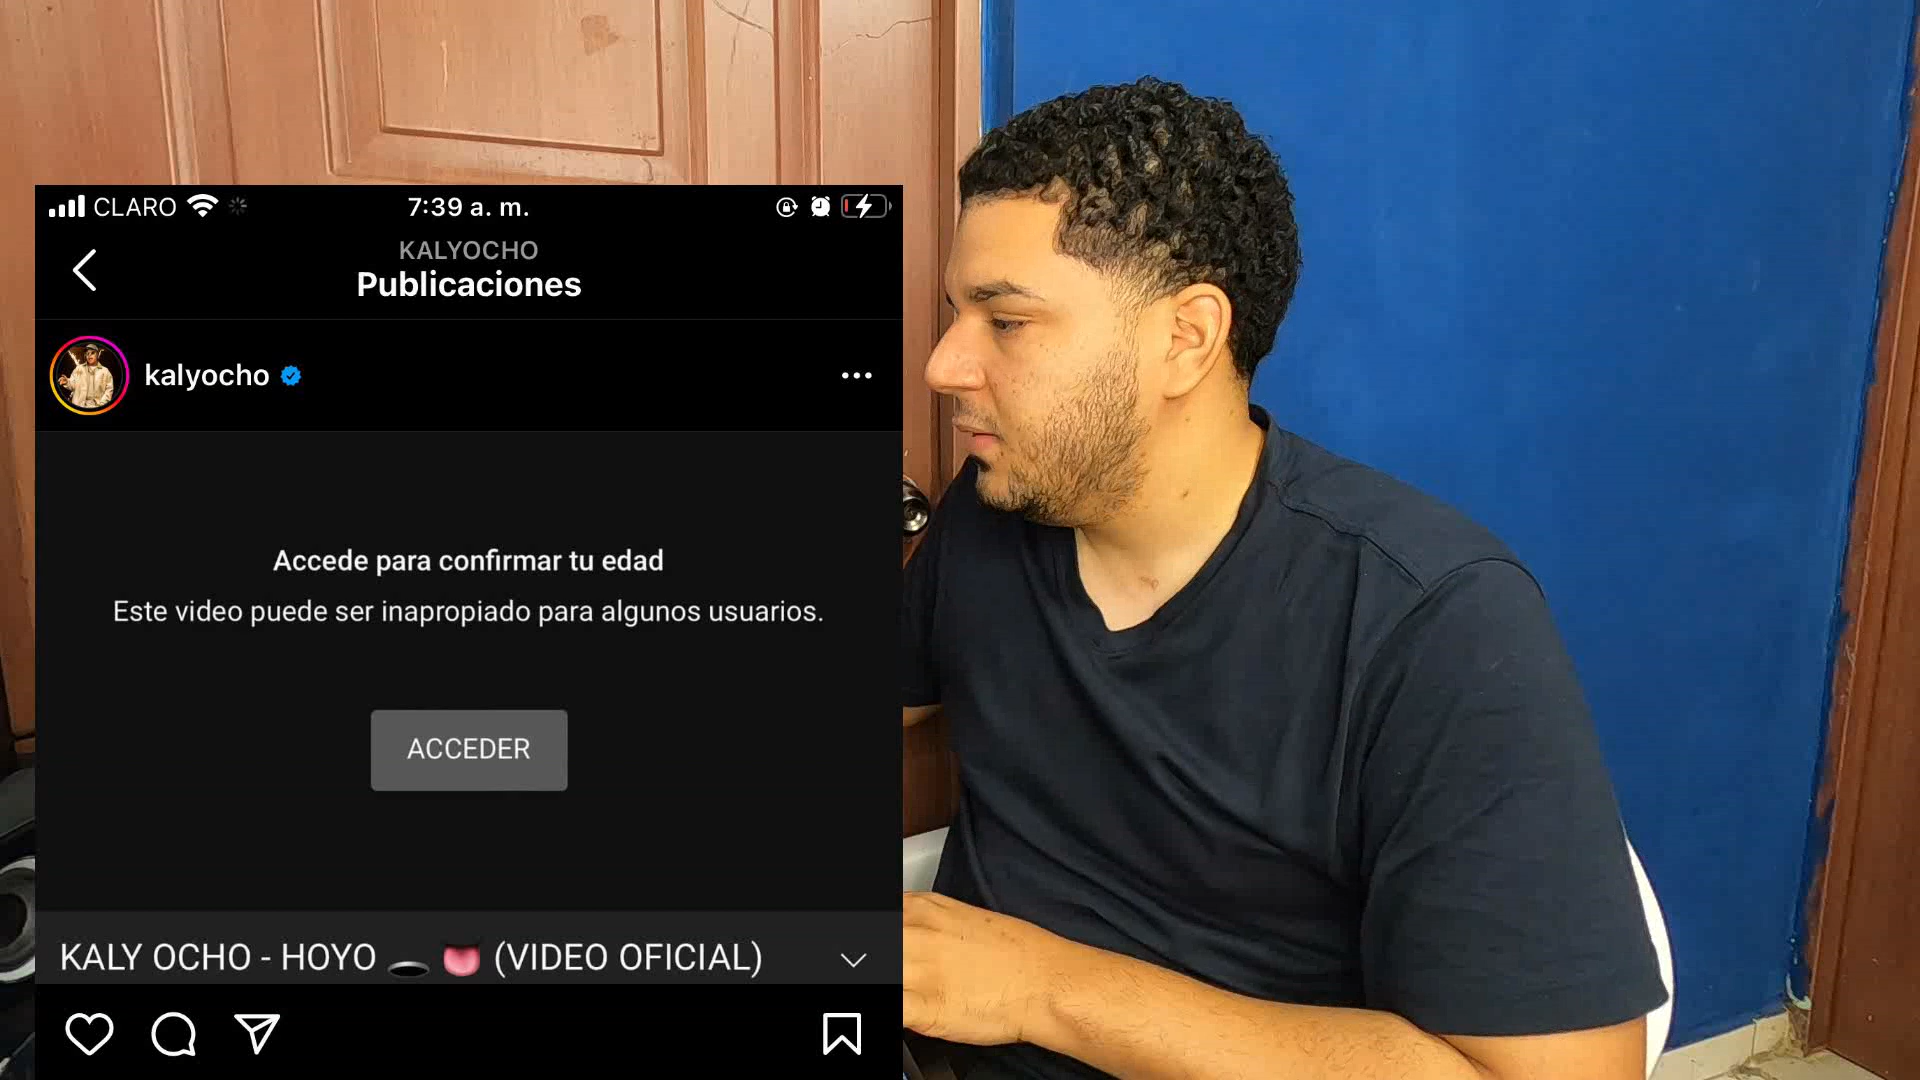 CLARO 7:39 a. m.
KALYOCHO
Publicaciones
kalyocho
Accede para confirmar tu edad
Este video puede ser inapropiado para algunos usuarios.
ACCEDER
KALY OCHO - HOYO 🕳️ 👅 (VIDEO OFICIAL)